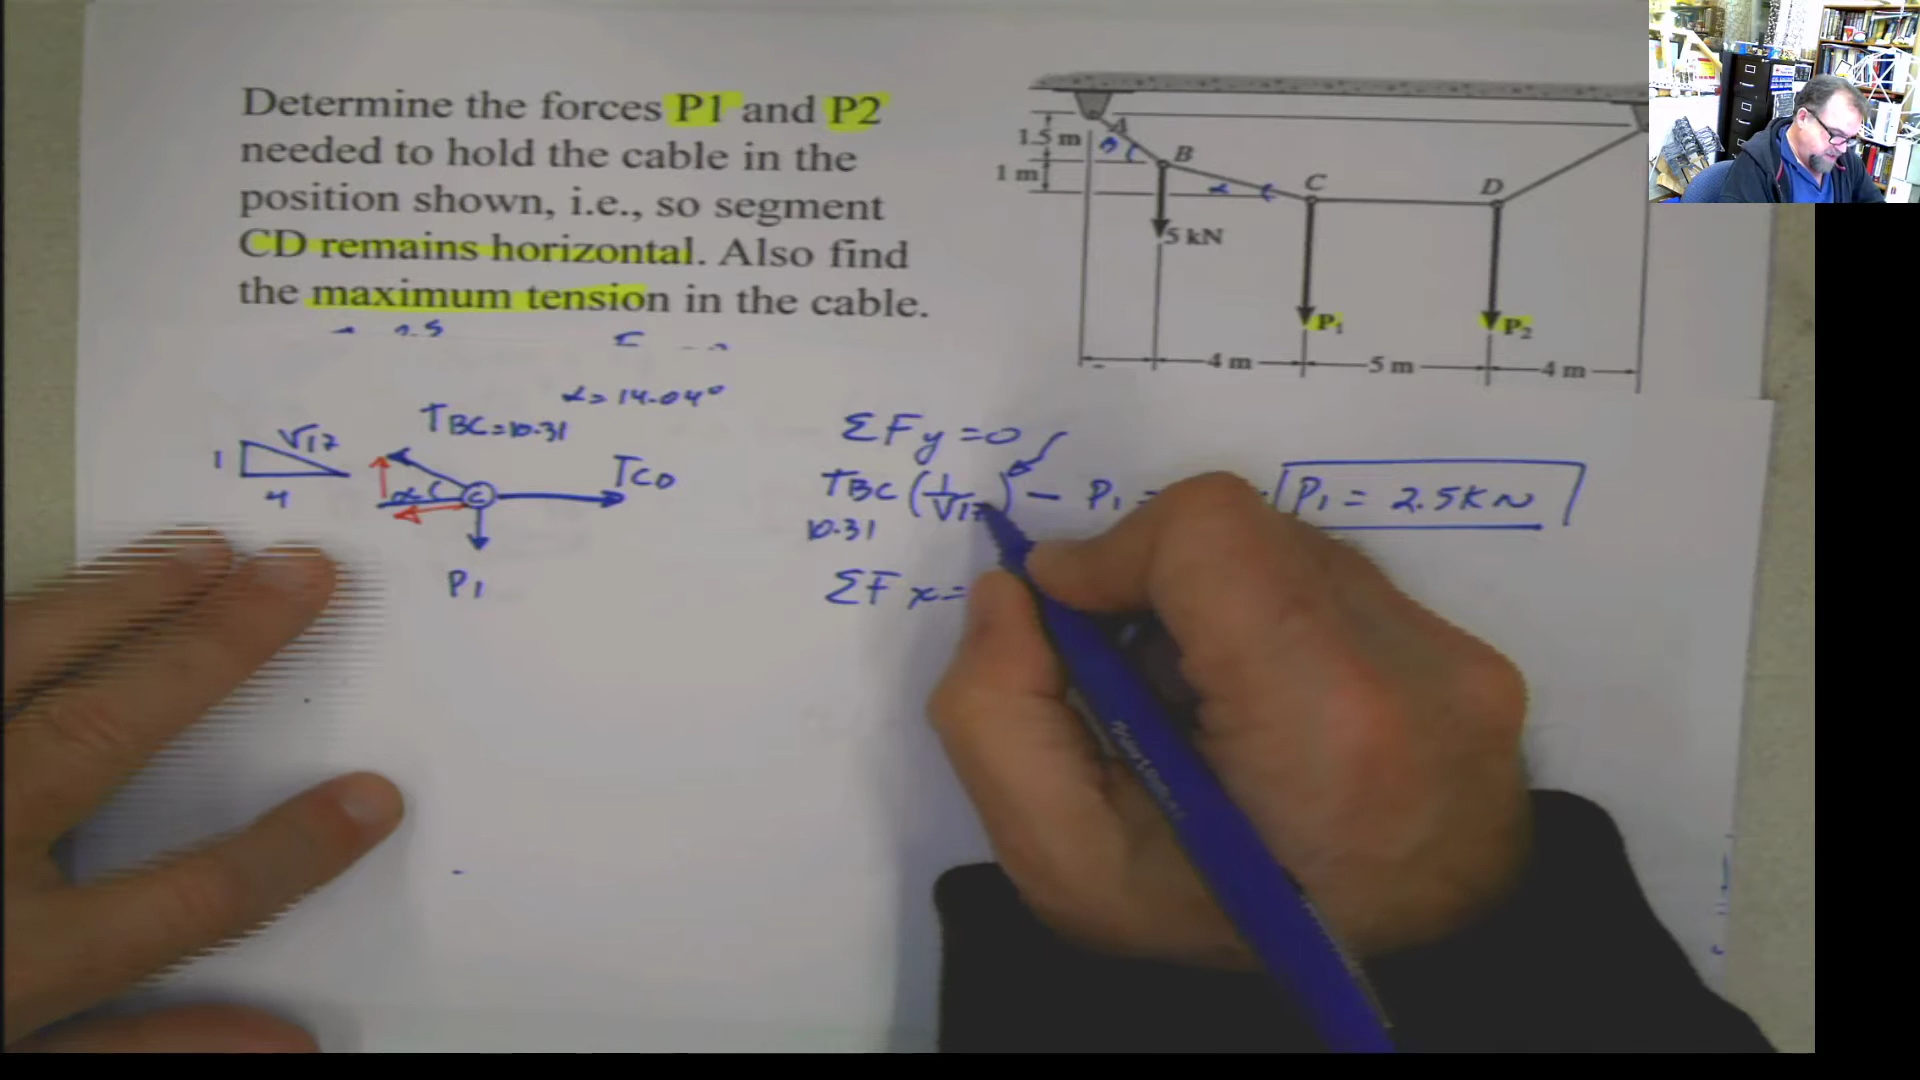 Determine the forces P1 and P2
needed to hold the cable in the
position shown, i.e., so segment
CD remains horizontal. Also find
the maximum tension in the cable.
1.5 m
1 m
A
B
C
D
5 kN
P₁
P₂
4 m
5 m
4 m
α = 14.04°
TBC=10.31
1
√17
4
α
C
TCD
P1
ΣFy=0
TBC (1/√17) - P1 =
P1 = 2.5KN
10.31
ΣFx=